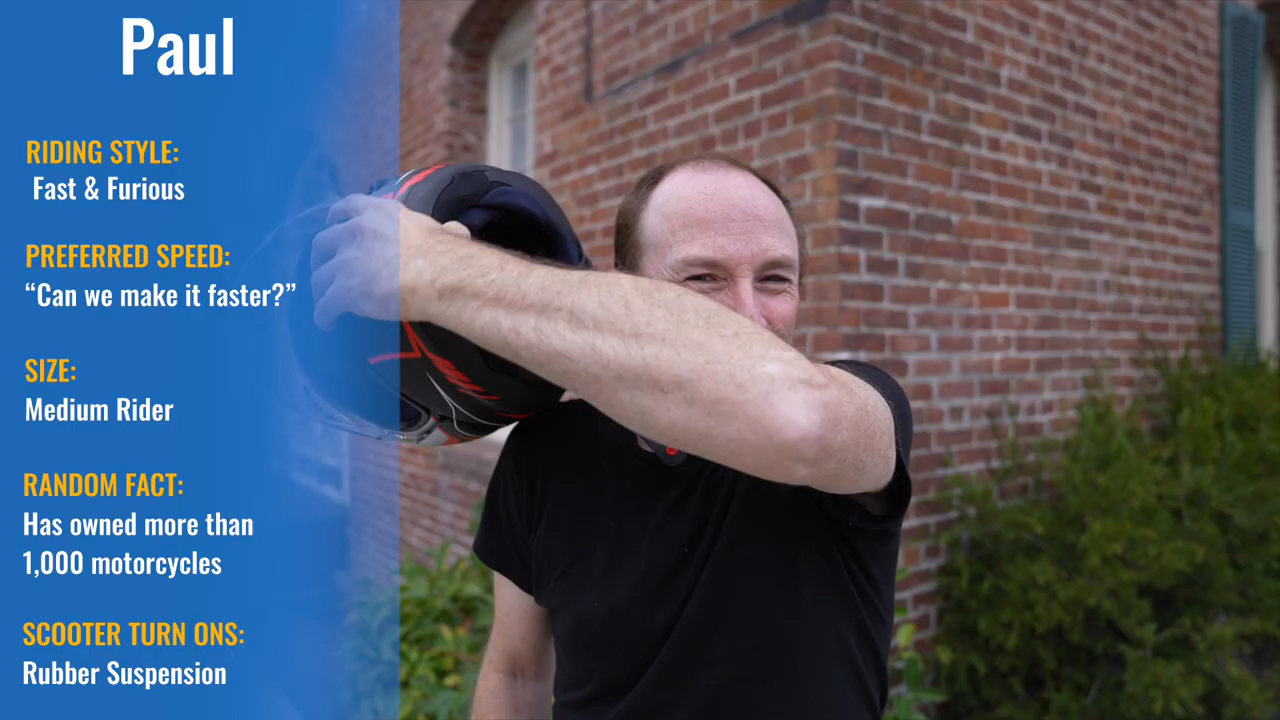 Paul
RIDING STYLE:
Fast & Furious
PREFERRED SPEED:
“Can we make it faster?”
SIZE:
Medium Rider
RANDOM FACT:
Has owned more than
1,000 motorcycles
SCOOTER TURN ONS:
Rubber Suspension